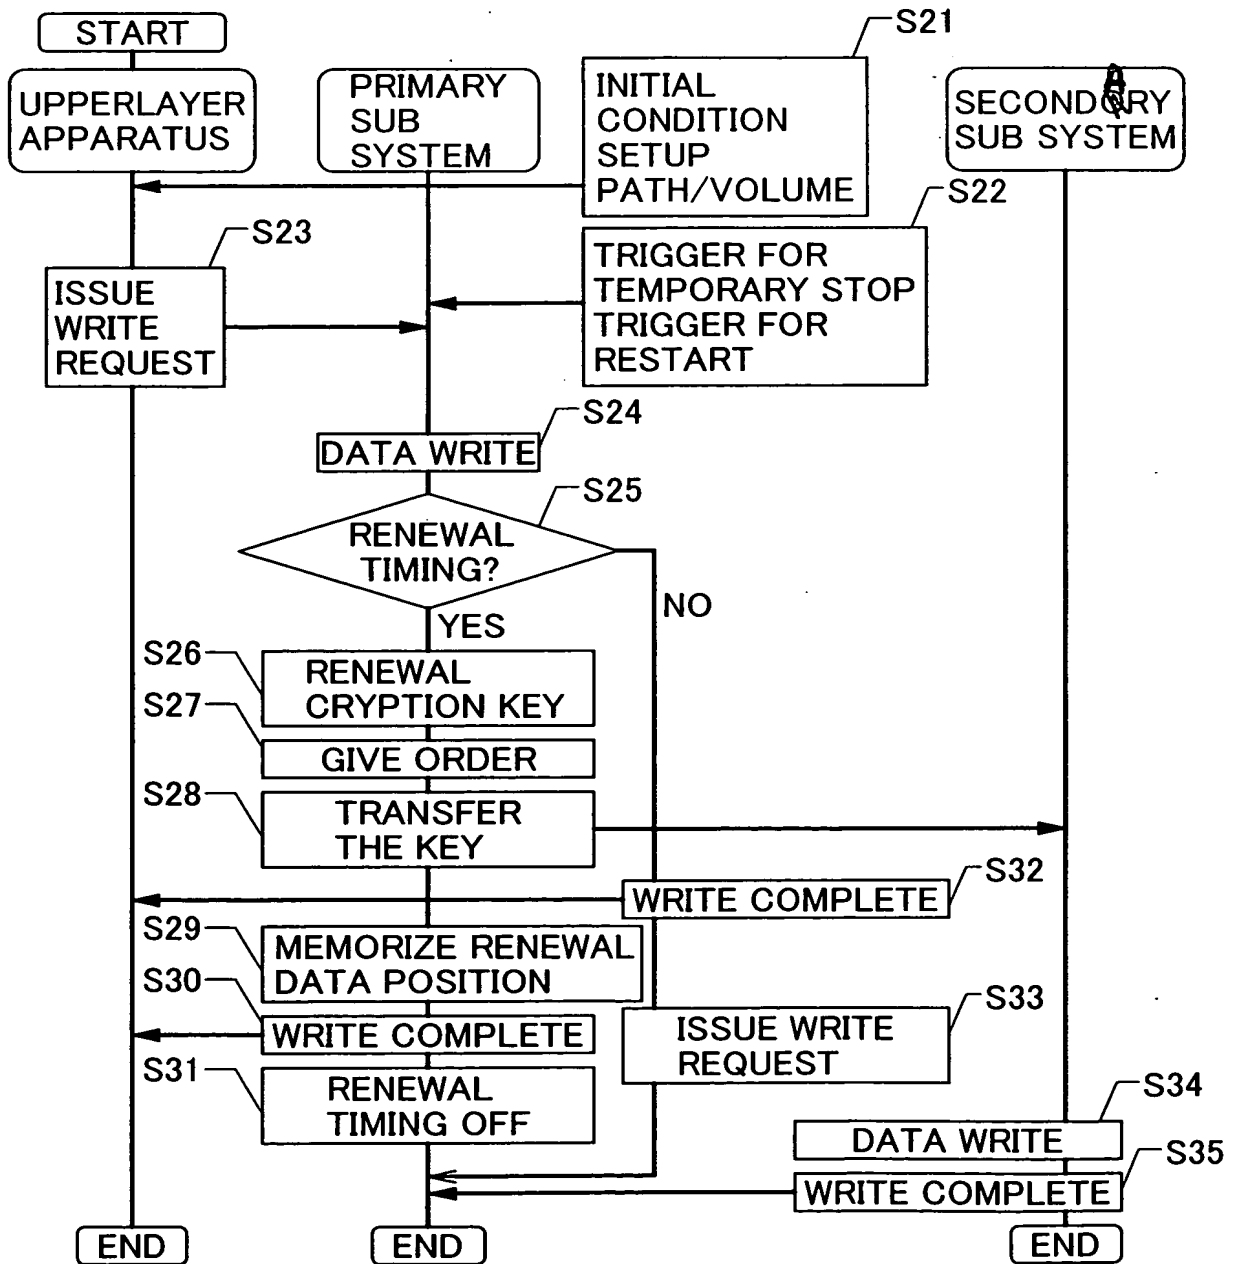 START
UPPERLAYER
APPARATUS
PRIMARY
SUB
SYSTEM
S21
INITIAL
CONDITION
SETUP
PATH/VOLUME
SECONDARY
SUB SYSTEM
S22
TRIGGER FOR
TEMPORARY STOP
TRIGGER FOR
RESTART
S23
ISSUE
WRITE
REQUEST
S24
DATA WRITE
S25
RENEWAL
TIMING?
NO
YES
S26
RENEWAL
CRYPTION KEY
S27
GIVE ORDER
S28
TRANSFER
THE KEY
S32
WRITE COMPLETE
S29
MEMORIZE RENEWAL
DATA POSITION
S30
WRITE COMPLETE
S33
ISSUE WRITE
REQUEST
S31
RENEWAL
TIMING OFF
S34
DATA WRITE
S35
WRITE COMPLETE
END
END
END